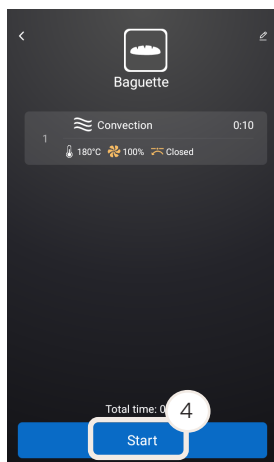 Baguette
Convection 0:10
1
180°C 100% Closed
Total time: 0
4
Start